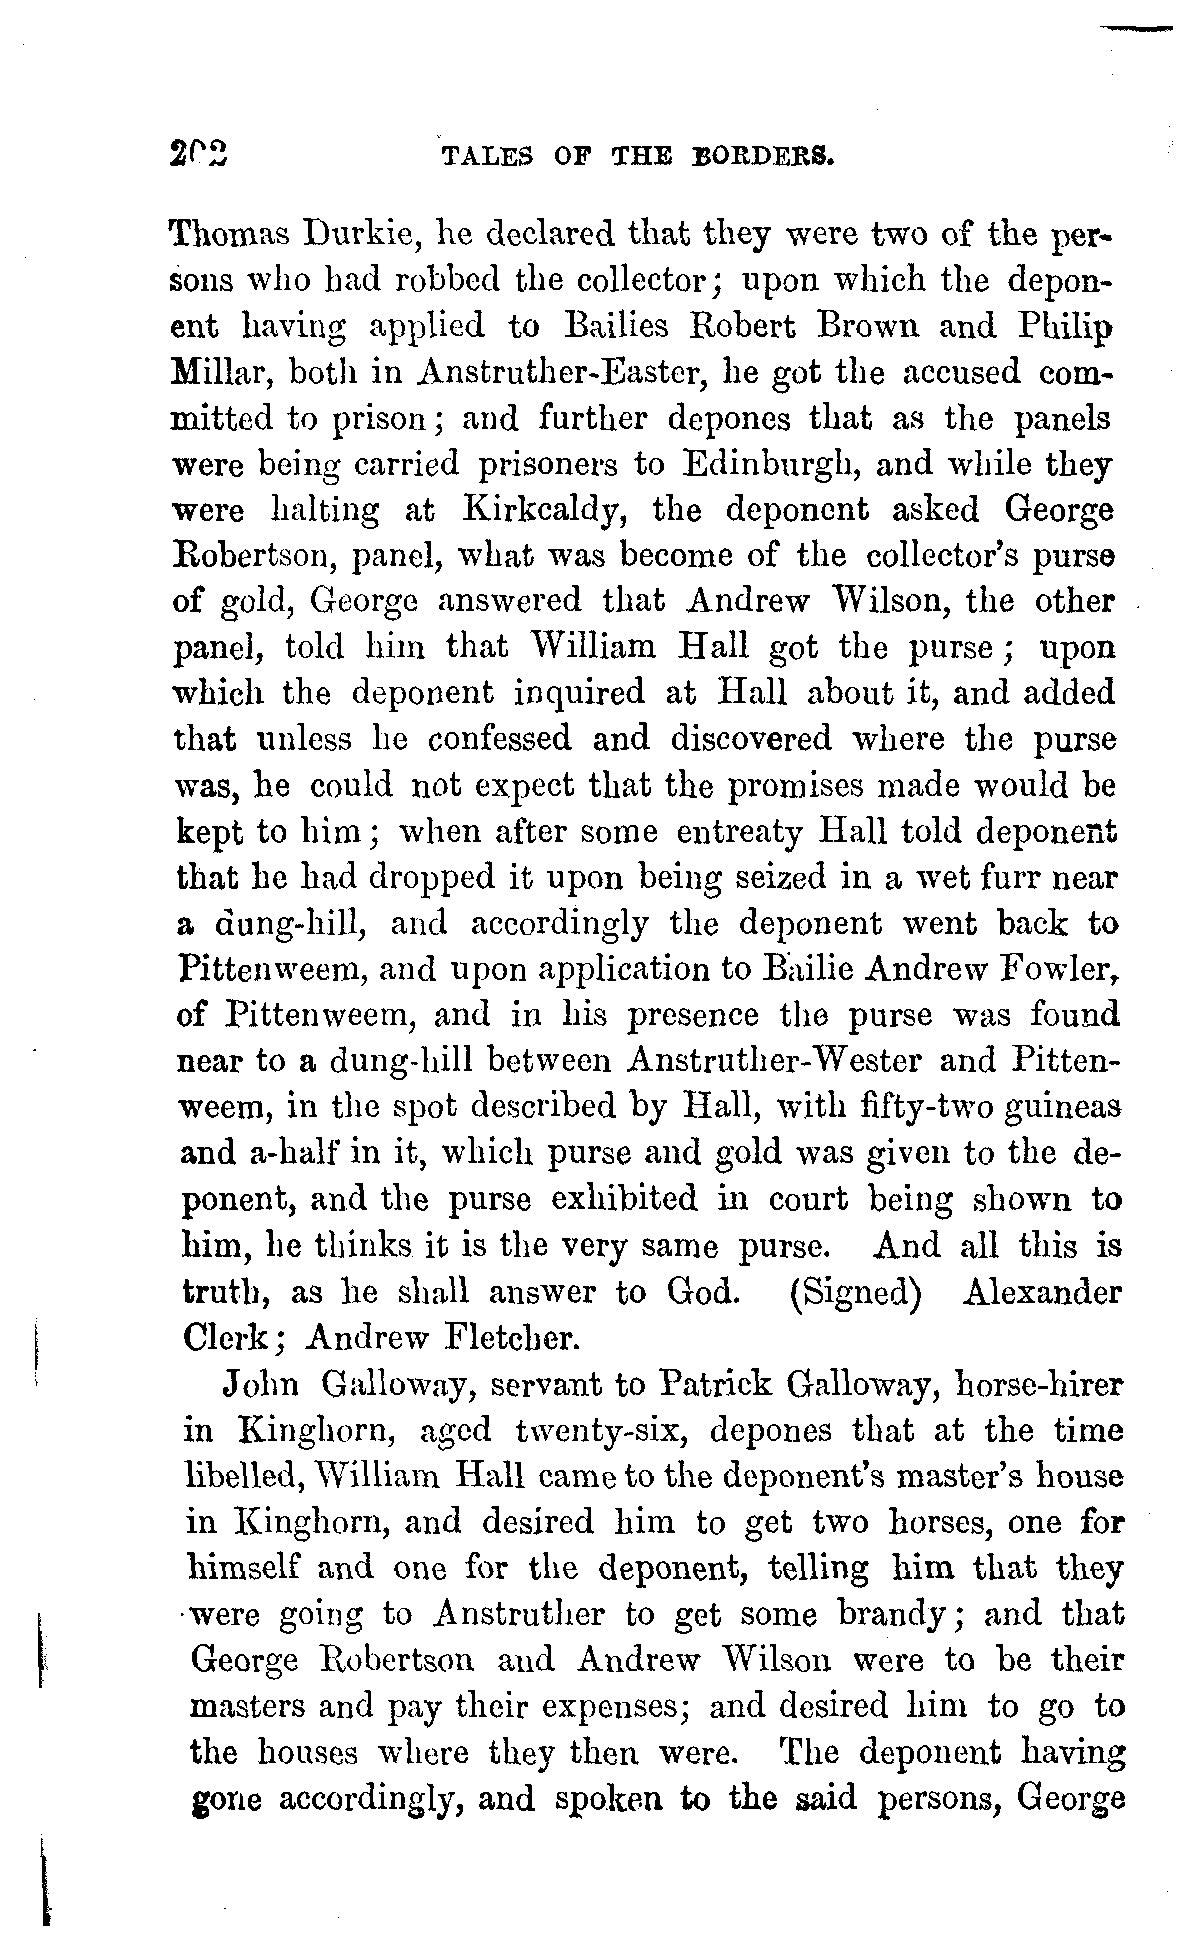 202 TALES OF THE BORDERS.
Thomas Durkie, he declared that they were two of the per-
sons who had robbed the collector; upon which the depon-
ent having applied to Bailies Robert Brown and Philip
Millar, both in Anstruther-Easter, he got the accused com-
mitted to prison; and further depones that as the panels
were being carried prisoners to Edinburgh, and while they
were halting at Kirkcaldy, the deponent asked George
Robertson, panel, what was become of the collector's purse
of gold, George answered that Andrew Wilson, the other
panel, told him that William Hall got the purse; upon
which the deponent inquired at Hall about it, and added
that unless he confessed and discovered where the purse
was, he could not expect that the promises made would be
kept to him; when after some entreaty Hall told deponent
that he had dropped it upon being seized in a wet furr near
a dung-hill, and accordingly the deponent went back to
Pittenweem, and upon application to Bailie Andrew Fowler,
of Pittenweem, and in his presence the purse was found
near to a dung-hill between Anstruther-Wester and Pitten-
weem, in the spot described by Hall, with fifty-two guineas
and a-half in it, which purse and gold was given to the de-
ponent, and the purse exhibited in court being shown to
him, he thinks it is the very same purse. And all this is
truth, as he shall answer to God. (Signed) Alexander
Clerk; Andrew Fletcher.
John Galloway, servant to Patrick Galloway, horse-hirer
in Kinghorn, aged twenty-six, depones that at the time
libelled, William Hall came to the deponent's master's house
in Kinghorn, and desired him to get two horses, one for
himself and one for the deponent, telling him that they
were going to Anstruther to get some brandy; and that
George Robertson and Andrew Wilson were to be their
masters and pay their expenses; and desired him to go to
the houses where they then were. The deponent having
gone accordingly, and spoken to the said persons, George